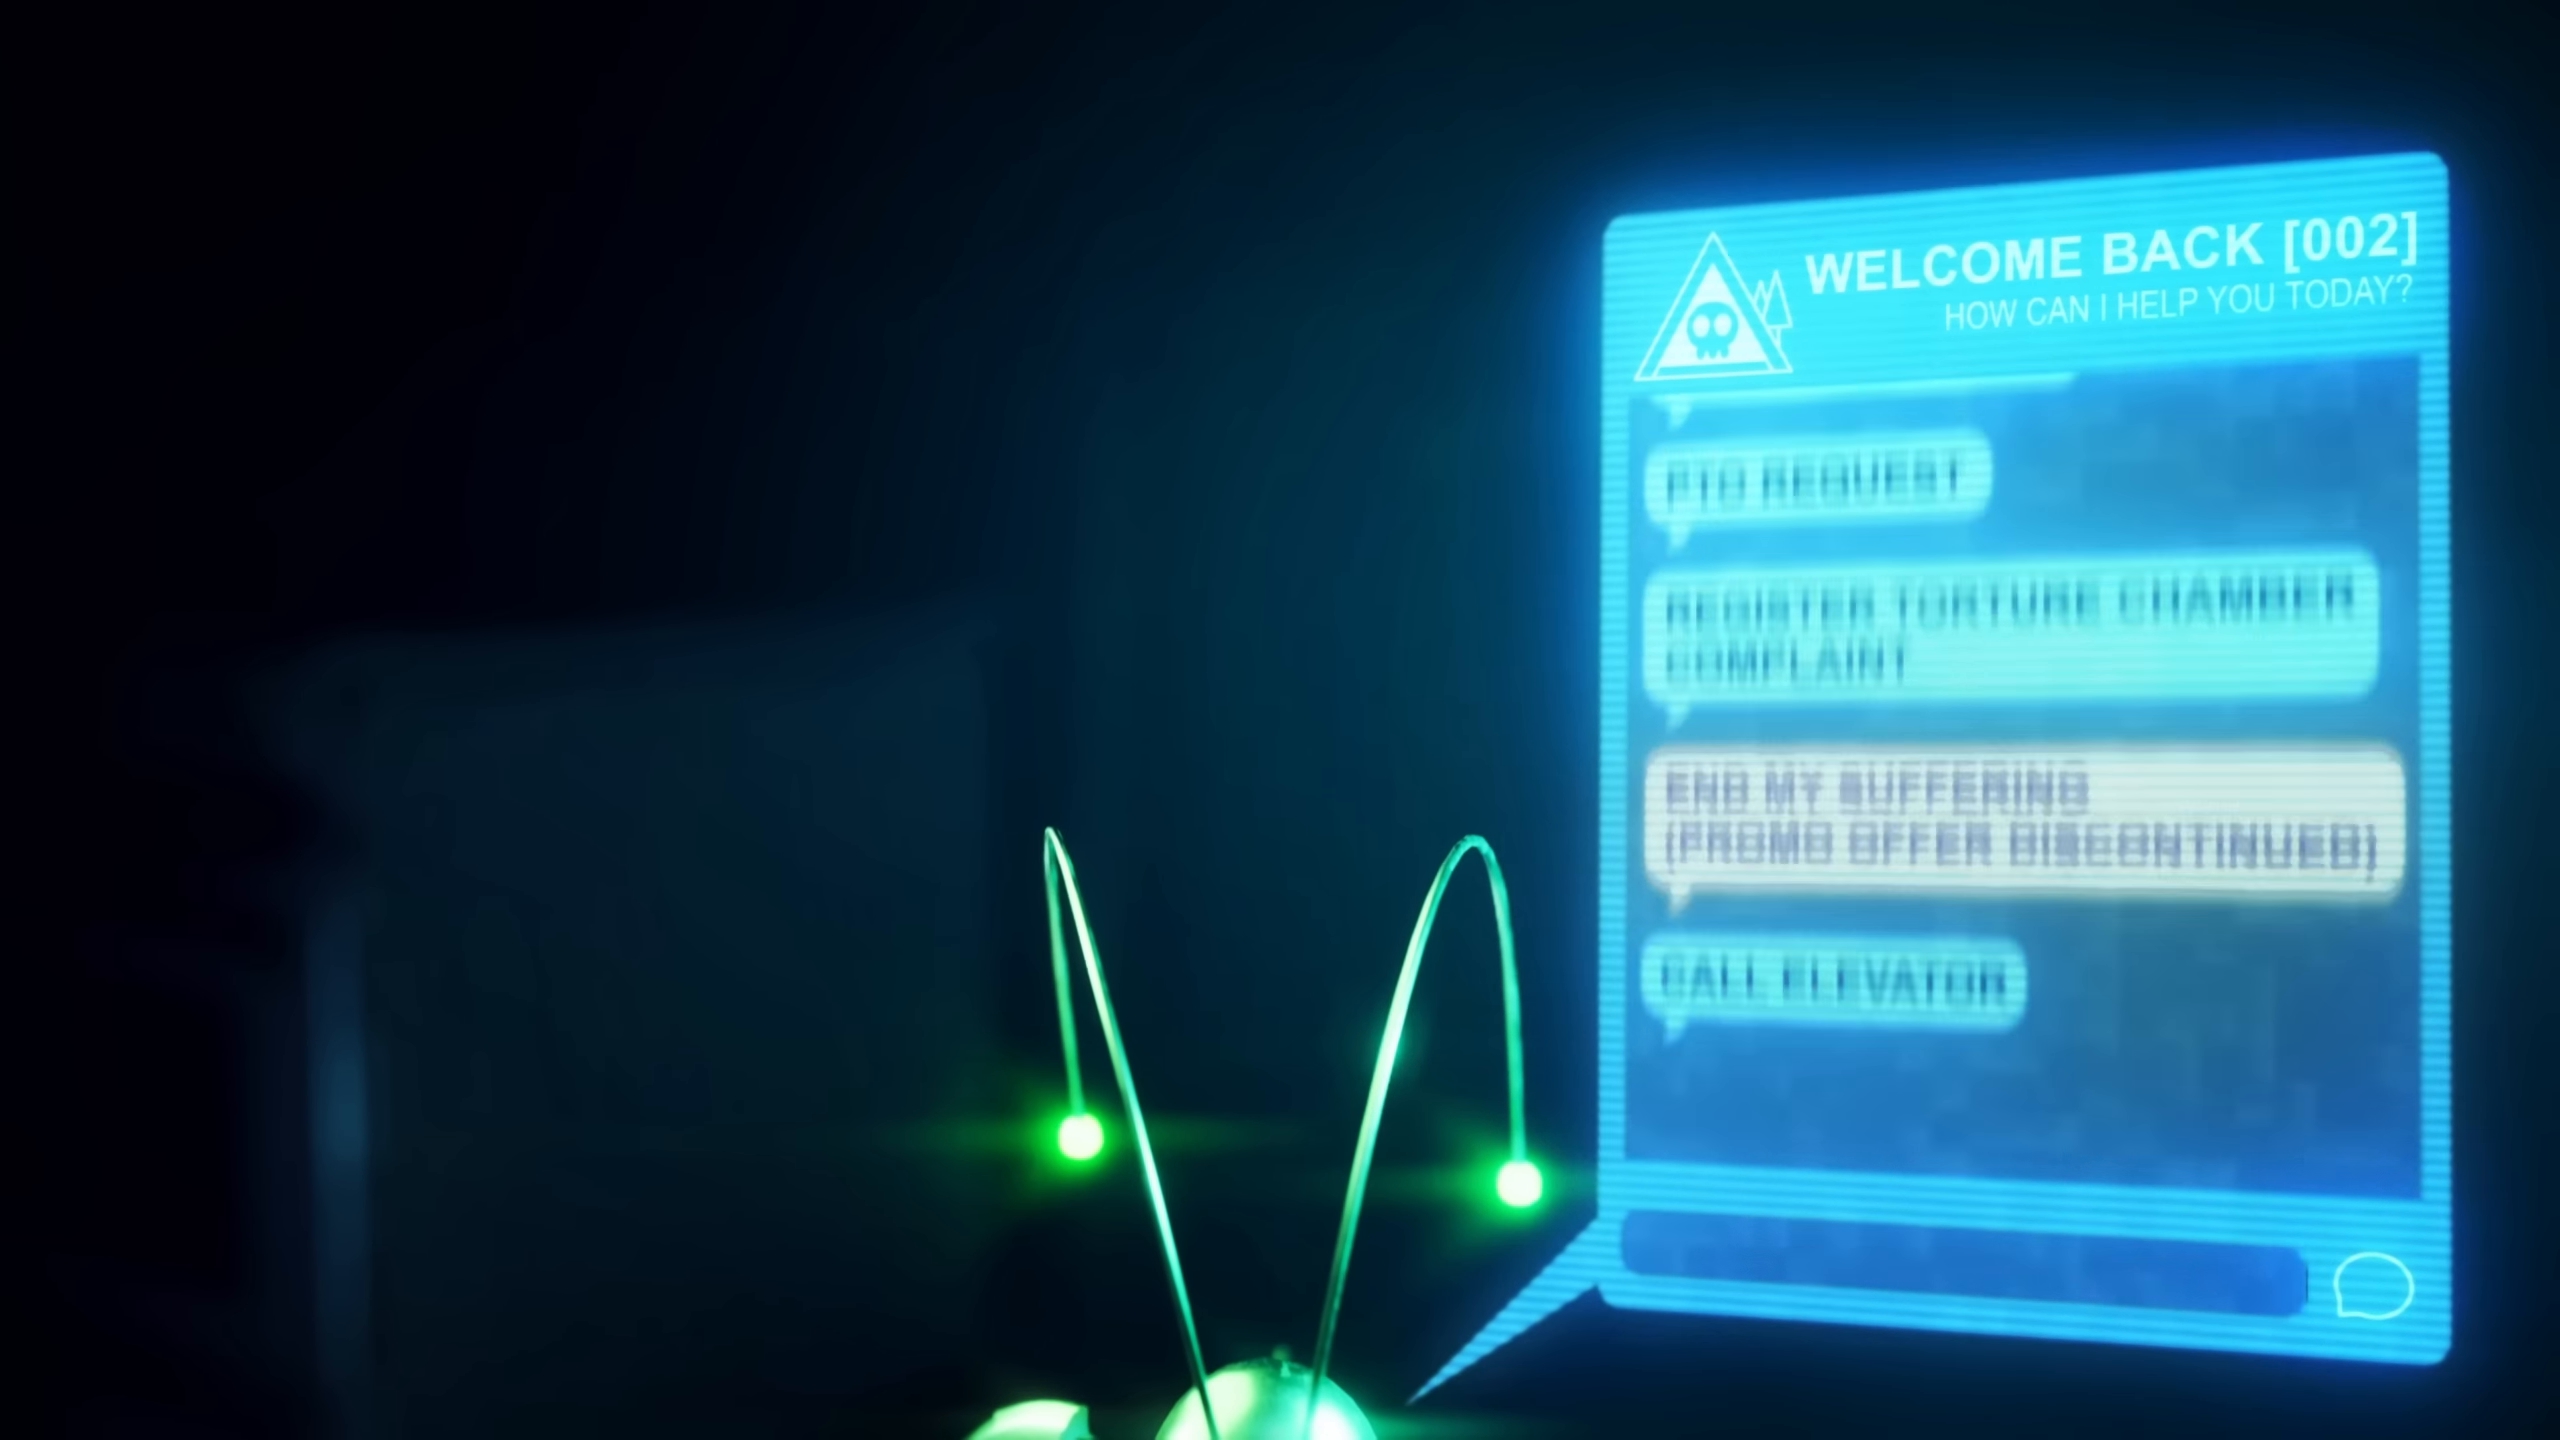 WELCOME BACK [002]
HOW CAN I HELP YOU TODAY?
PTO REQUEST
REGISTER TORTURE CHAMBER
COMPLAINT
END MY SUFFERING
(PROMO OFFER DISCONTINUED)
CALL ELEVATOR